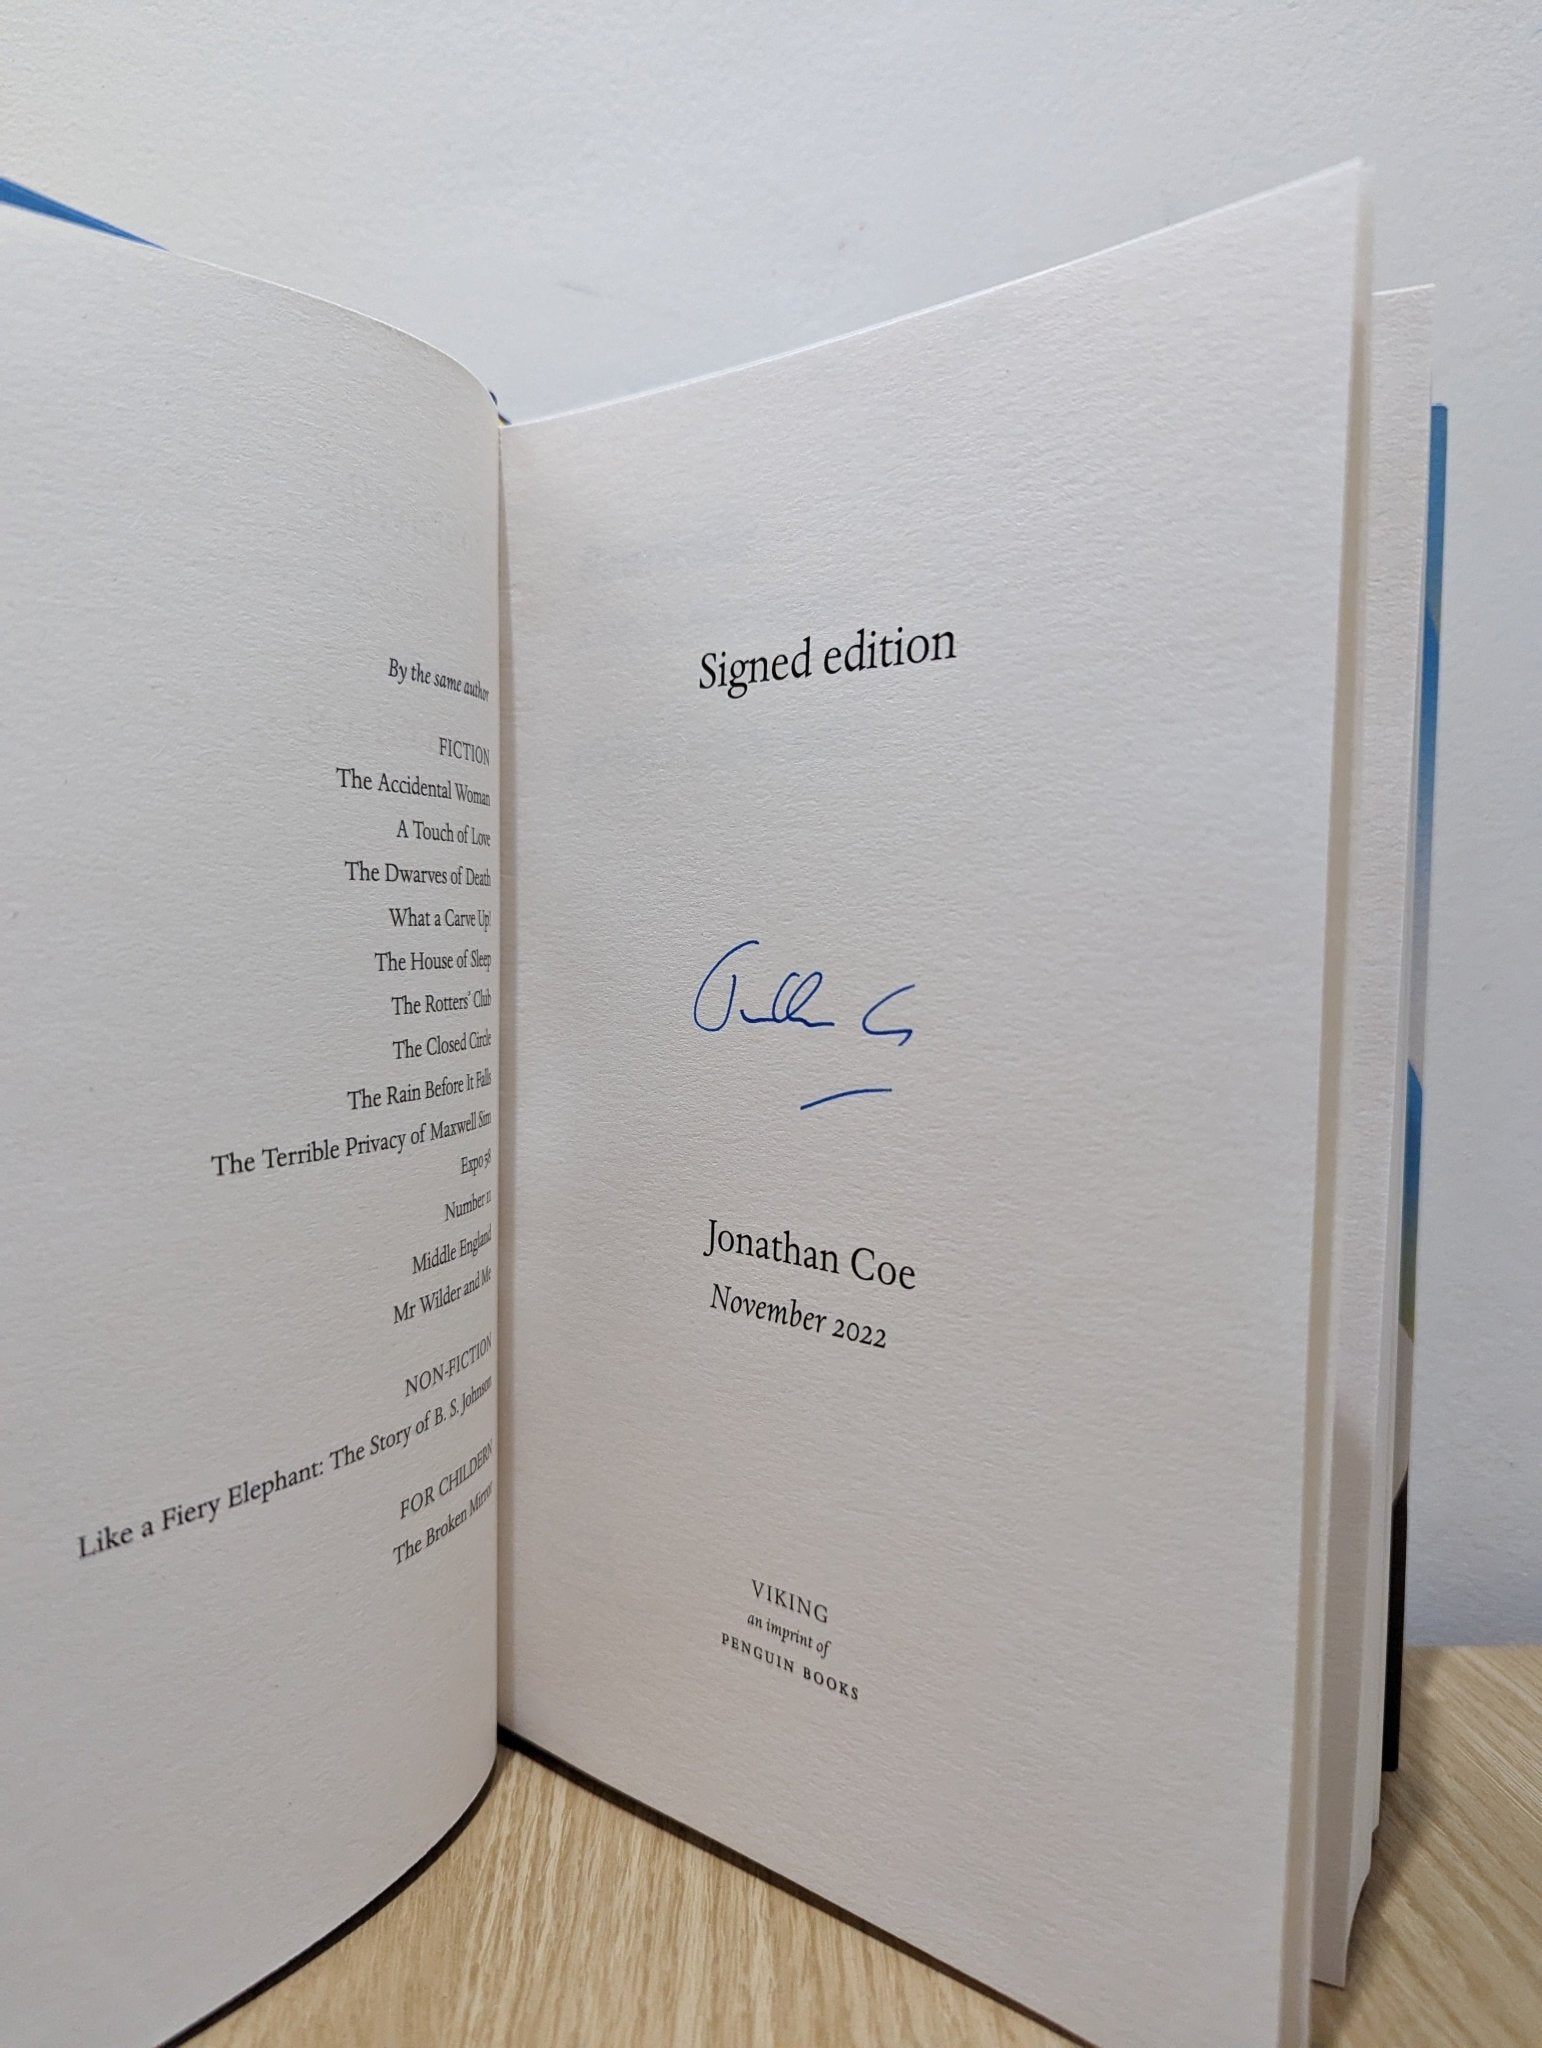 By the same author
FICTION
The Accidental Woman
A Touch of Love
The Dwarves of Death
What a Carve Up!
The House of Sleep
The Rotters' Club
The Closed Circle
The Rain Before It Falls
The Terrible Privacy of Maxwell Sim
Expo 58
Number 11
Middle England
Mr Wilder and Me
NON-FICTION
Like a Fiery Elephant: The Story of B. S. Johnson
FOR CHILDERN
The Broken Mirror
Signed edition
Jonathan Coe
November 2022
VIKING
an imprint of
PENGUIN BOOKS